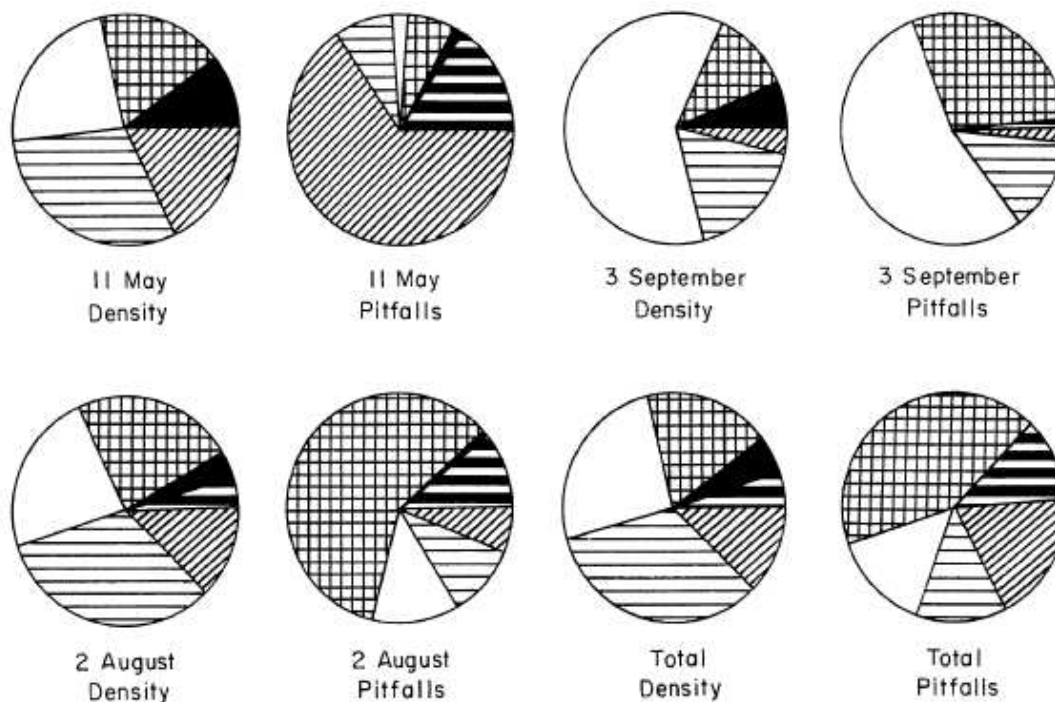 11 May
Density
11 May
Pitfalls
3 September
Density
3 September
Pitfalls
2 August
Density
2 August
Pitfalls
Total
Density
Total
Pitfalls